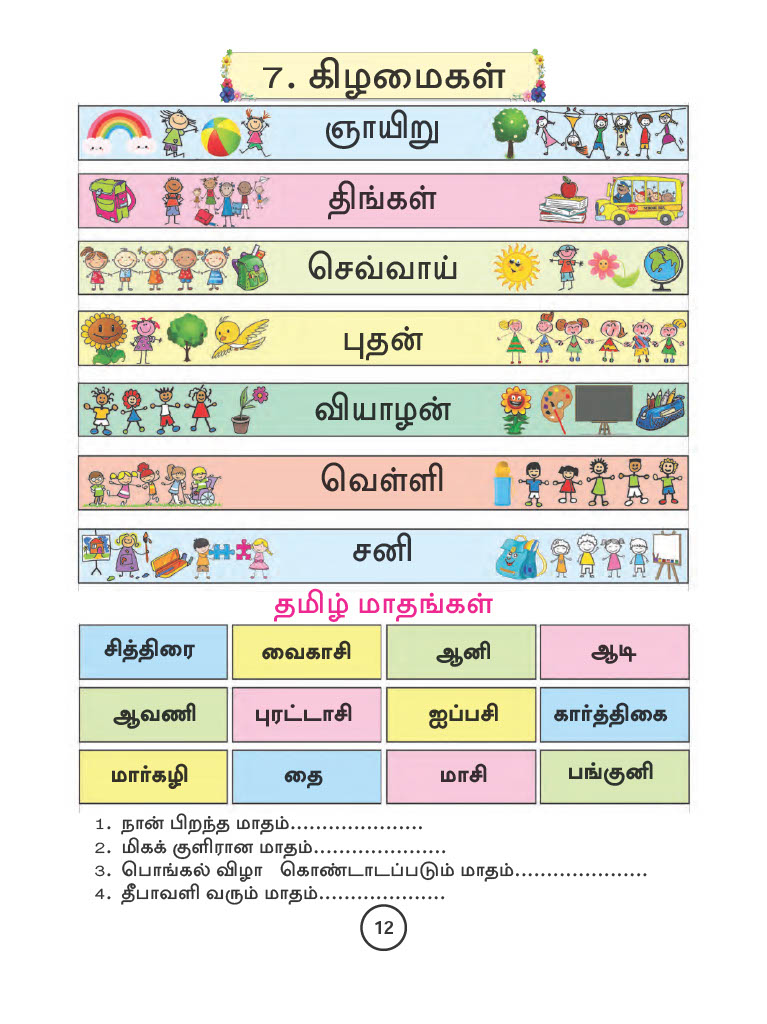 7. கிழமைகள்
ஞாயிறு
திங்கள்
செவ்வாய்
புதன்
வியாழன்
வெள்ளி
சனி
தமிழ் மாதங்கள்
சித்திரை வைகாசி ஆனி ஆடி
ஆவணி புரட்டாசி ஐப்பசி கார்த்திகை
மார்கழி தை மாசி பங்குனி
1. நான் பிறந்த மாதம்.....................
2. மிகக் குளிரான மாதம்.....................
3. பொங்கல் விழா கொண்டாடப்படும் மாதம்.....................
4. தீபாவளி வரும் மாதம்....................
12